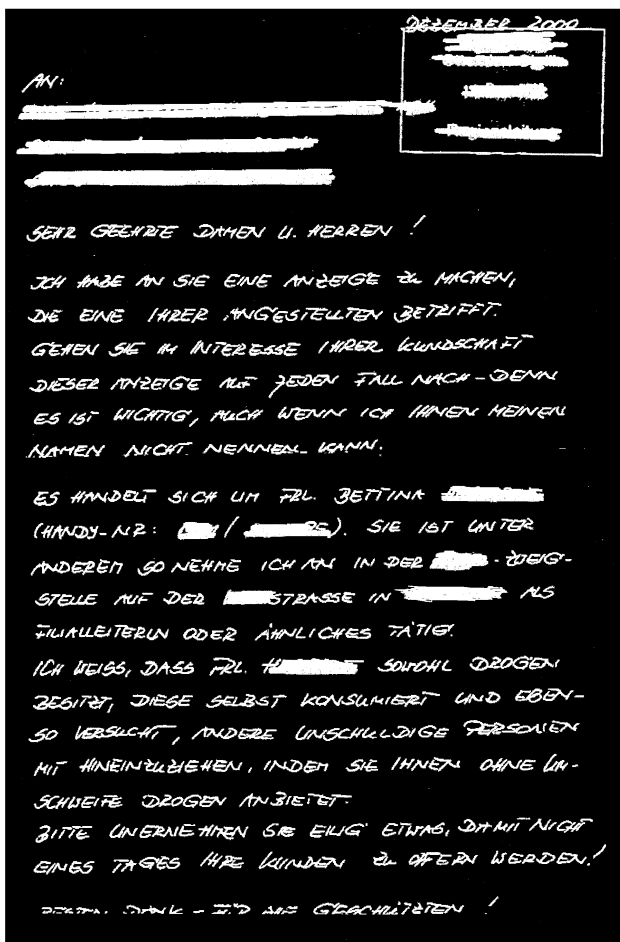 DEZEMBER 2000
AN:
Regionsleitung
SEHR GEEHRTE DAMEN U. HERREN !
ICH HABE AN SIE EINE ANZEIGE ZU MACHEN,
DIE EINE IHRER ANGESTELLTEN BETRIFFT.
GEHEN SIE IM INTERESSE IHRER KUNDSCHAFT
DIESER ANZEIGE AUF JEDEN FALL NACH - DENN
ES IST WICHTIG, AUCH WENN ICH IHNEN MEINEN
NAMEN NICHT NENNEN KANN.
ES HANDELT SICH UM FRL. BETTINA
(HANDY-NR: / ). SIE IST UNTER
ANDEREM SO NEHME ICH AN IN DER - ZWEIG-
STELLE AUF DER STRASSE IN ALS
FILIALLEITERIN ODER ÄHNLICHES TÄTIG.
ICH WEISS, DASS FRL. SOWOHL DROGEN
BESITZT, DIESE SELBST KONSUMIERT UND EBEN-
SO VERSUCHT, ANDERE UNSCHULDIGE PERSONEN
MIT HINEINZUZIEHEN, INDEM SIE IHNEN OHNE UM-
SCHWEIFE DROGEN ANBIETET.
BITTE UNERNEHMEN SIE EILIG ETWAS, DAMIT NICHT
EINES TAGES IHRE KUNDEN ZU OFFERN WERDEN!
BESTEN DANK - GESCHÜTZTEN !